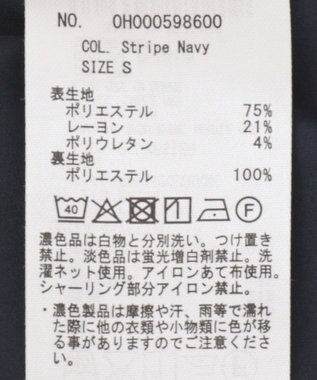 NO. 0H000598600
COL. Stripe Navy
SIZE S
表生地
ポリエステル 75%
レーヨン 21%
ポリウレタン 4%
裏生地
ポリエステル 100%
40 F
濃色品は白物と分別洗い。つけ置き
禁止。淡色品は蛍光増白剤禁止。洗
濯ネット使用。アイロンあて布使用。
シャーリング部分アイロン禁止。
・濃色製品は摩擦や汗、雨等で濡れ
た際に他の衣類や小物類に色が移
る事がありますのでご注意くださ
い。